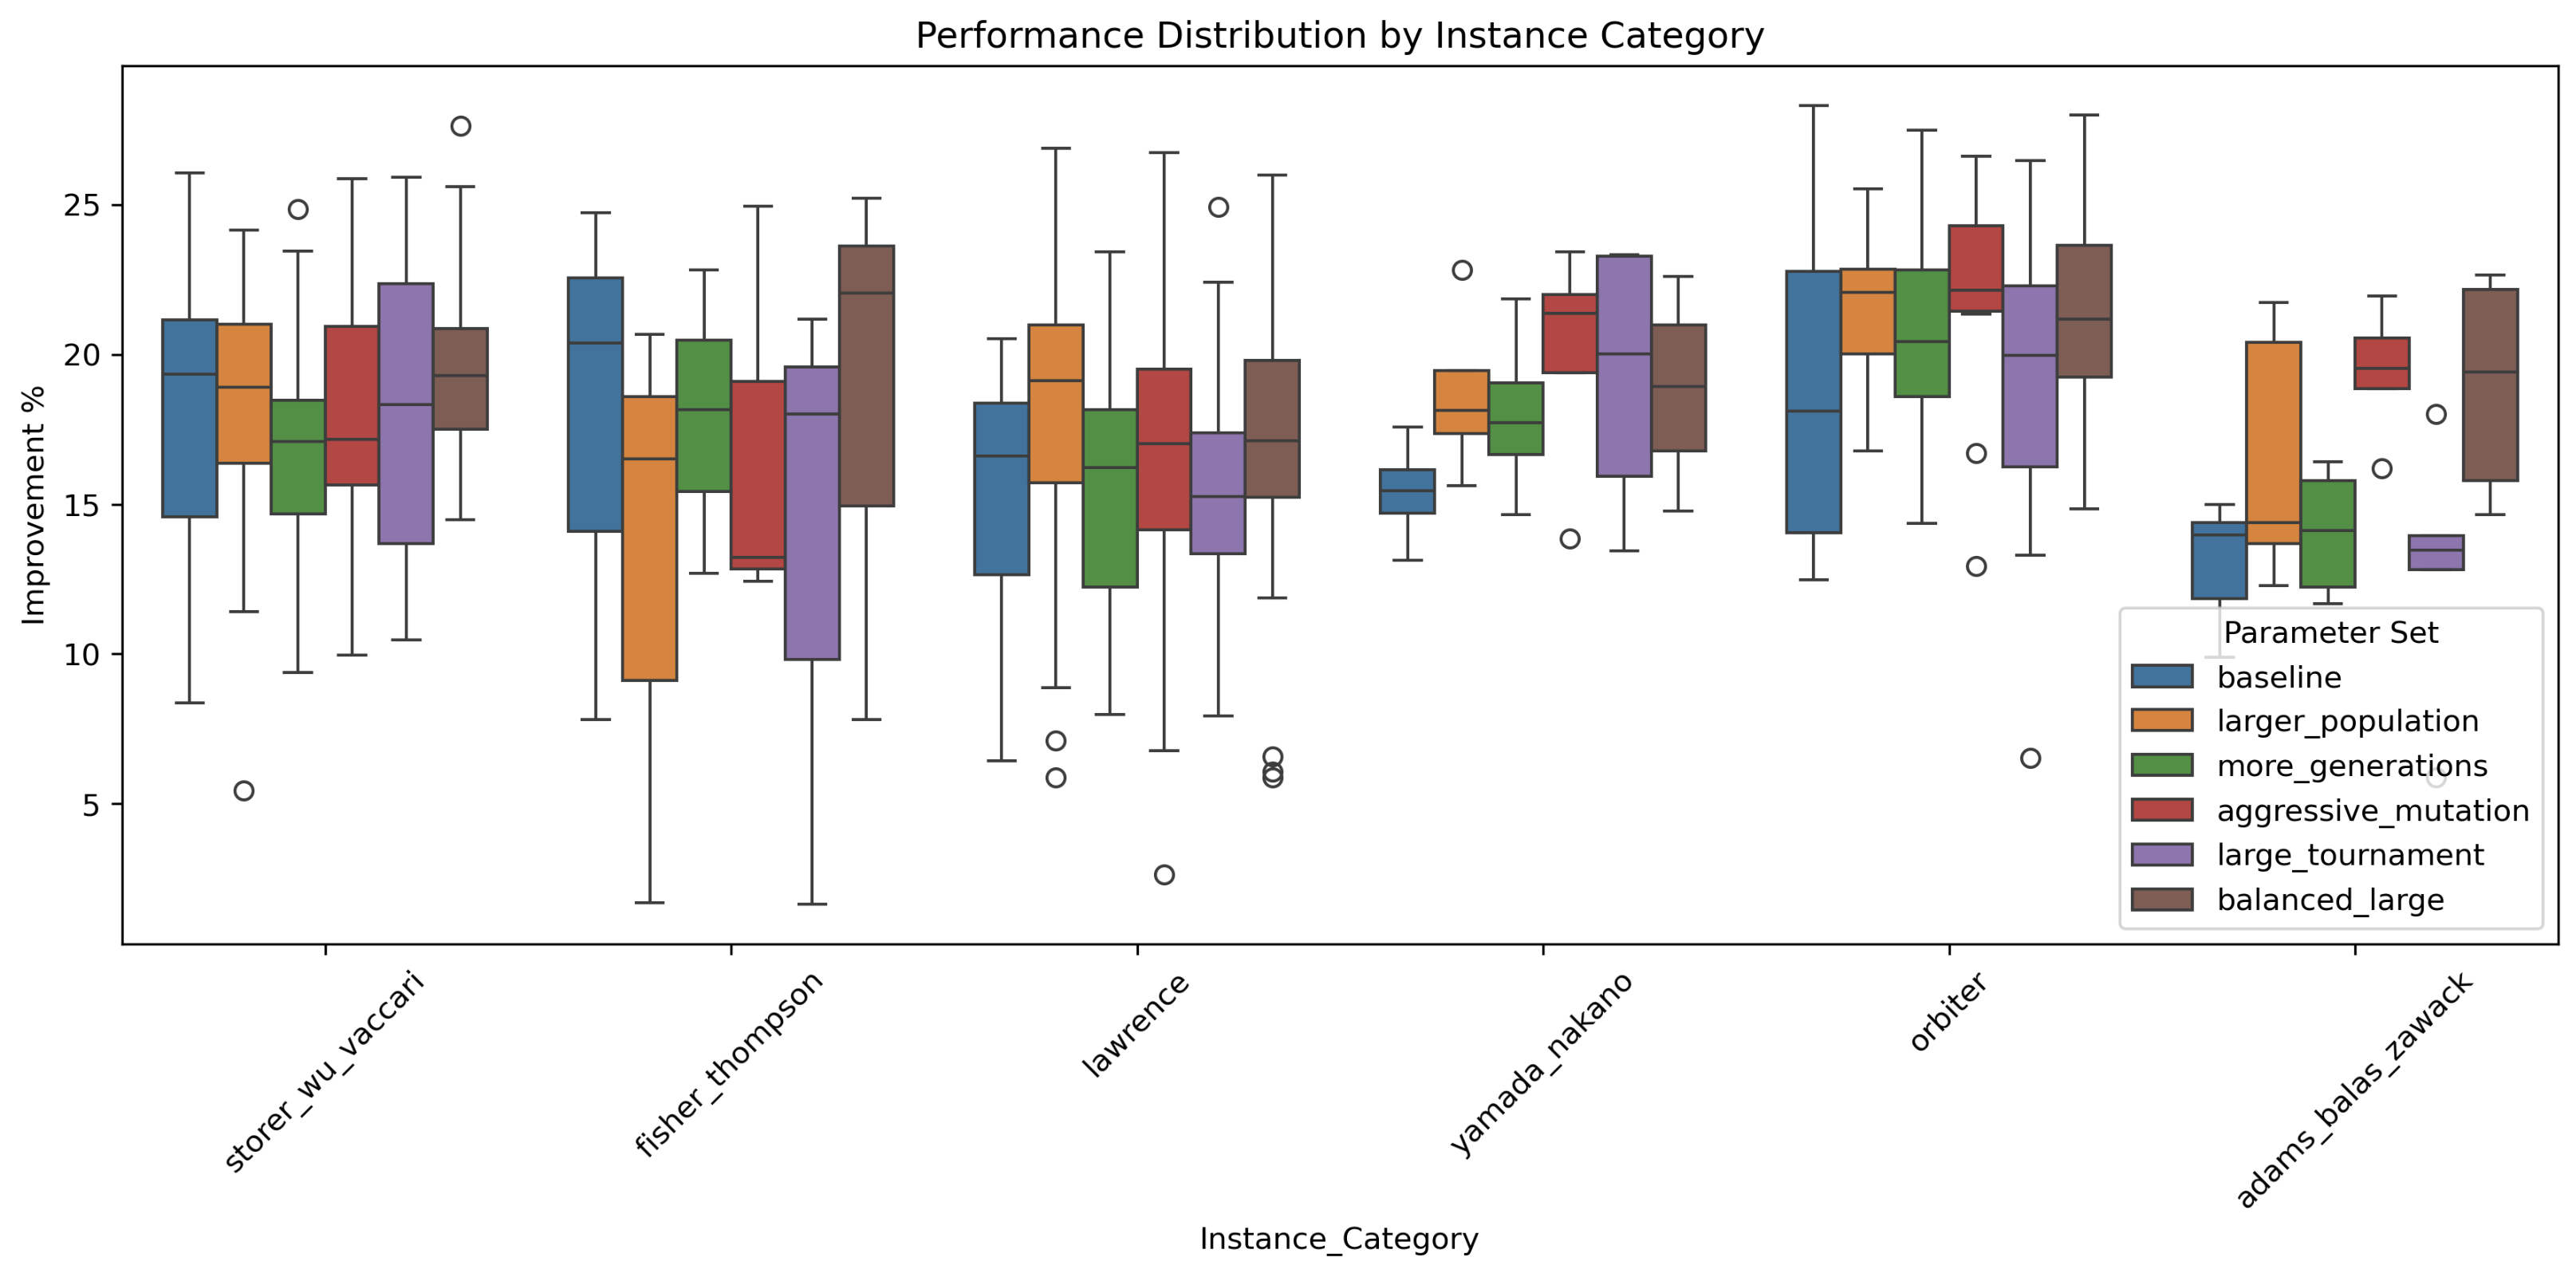 Performance Distribution by Instance Category
Improvement %
25
20
15
10
5
Parameter Set
baseline
larger_population
more_generations
aggressive_mutation
large_tournament
balanced_large
storer_wu_vaccari
fisher_thompson
lawrence
yamada_nakano
orbiter
adams_balas_zawack
Instance_Category